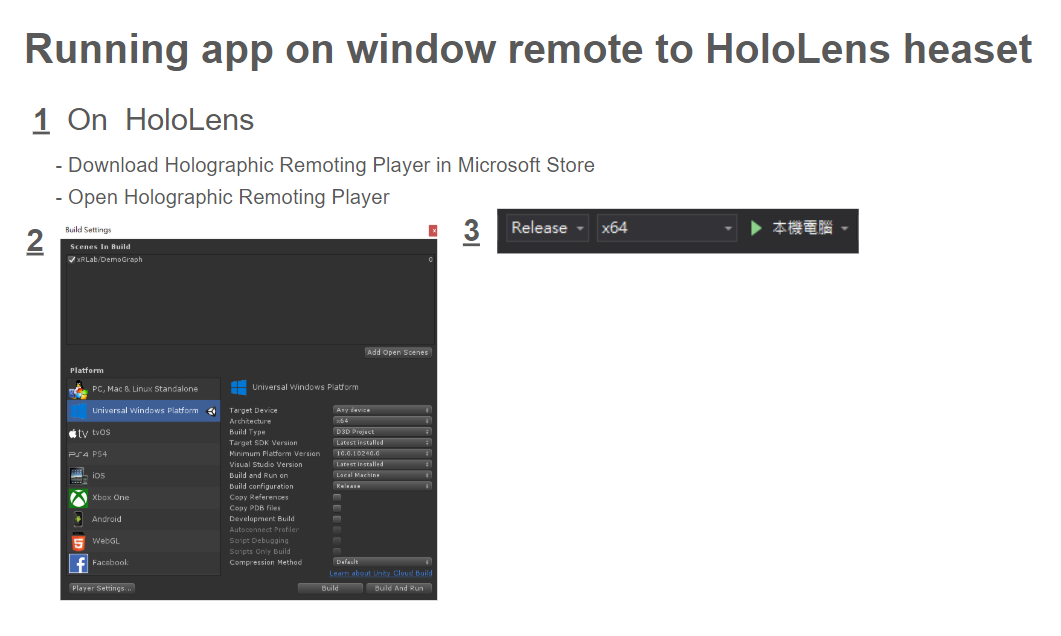 Running app on window remote to HoloLens heaset
1 On HoloLens
- Download Holographic Remoting Player in Microsoft Store
- Open Holographic Remoting Player
2
Build Settings
x
Scenes In Build
xRLab/DemoGraph 0
Add Open Scenes
Platform
PC, Mac & Linux Standalone
Universal Windows Platform
tvOS
PS4
iOS
Xbox One
Android
WebGL
Facebook
Universal Windows Platform
Target Device Any device
Architecture x64
Build Type D3D Project
Target SDK Version Latest installed
Minimum Platform Version 10.0.10240.0
Visual Studio Version Latest installed
Build and Run on Local Machine
Build configuration Release
Copy References
Copy PDB files
Development Build
Autoconnect Profiler
Script Debugging
Scripts Only Build
Compression Method Default
Learn about Unity Cloud Build
Player Settings...
Build
Build And Run
3
Release x64 本機電腦